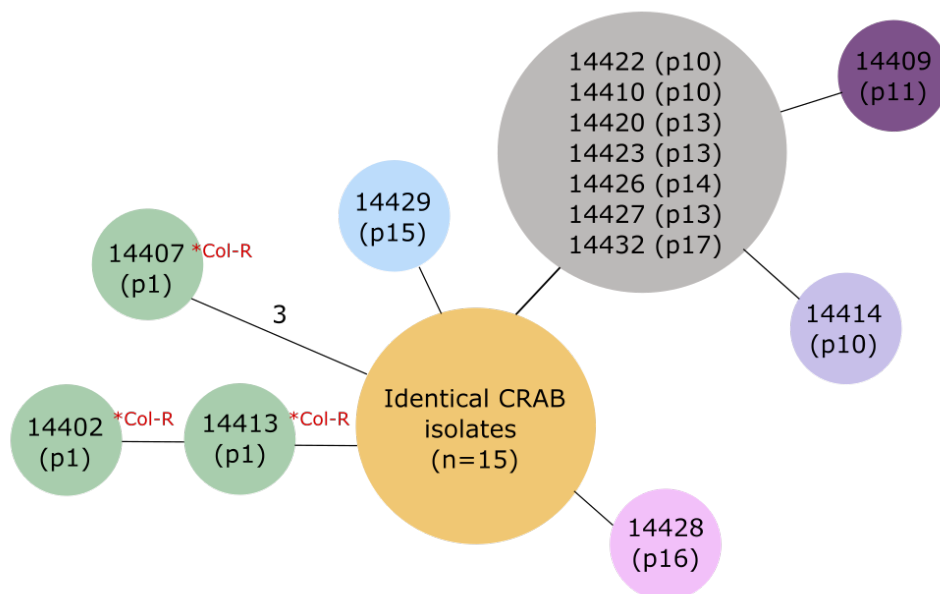 14422 (p10)
14410 (p10)
14420 (p13)
14423 (p13)
14426 (p14)
14427 (p13)
14432 (p17)
14409
(p11)
14429
(p15)
14407 *Col-R
(p1)
3
14414
(p10)
Identical CRAB
isolates
(n=15)
14402 *Col-R
(p1)
14413 *Col-R
(p1)
14428
(p16)